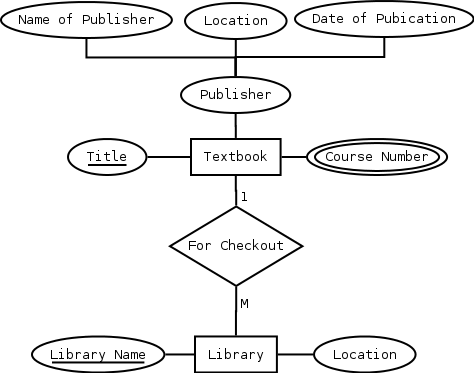 Name of Publisher
Location
Date of Pubication
Publisher
Title
Textbook
Course Number
1
For Checkout
M
Library Name
Library
Location